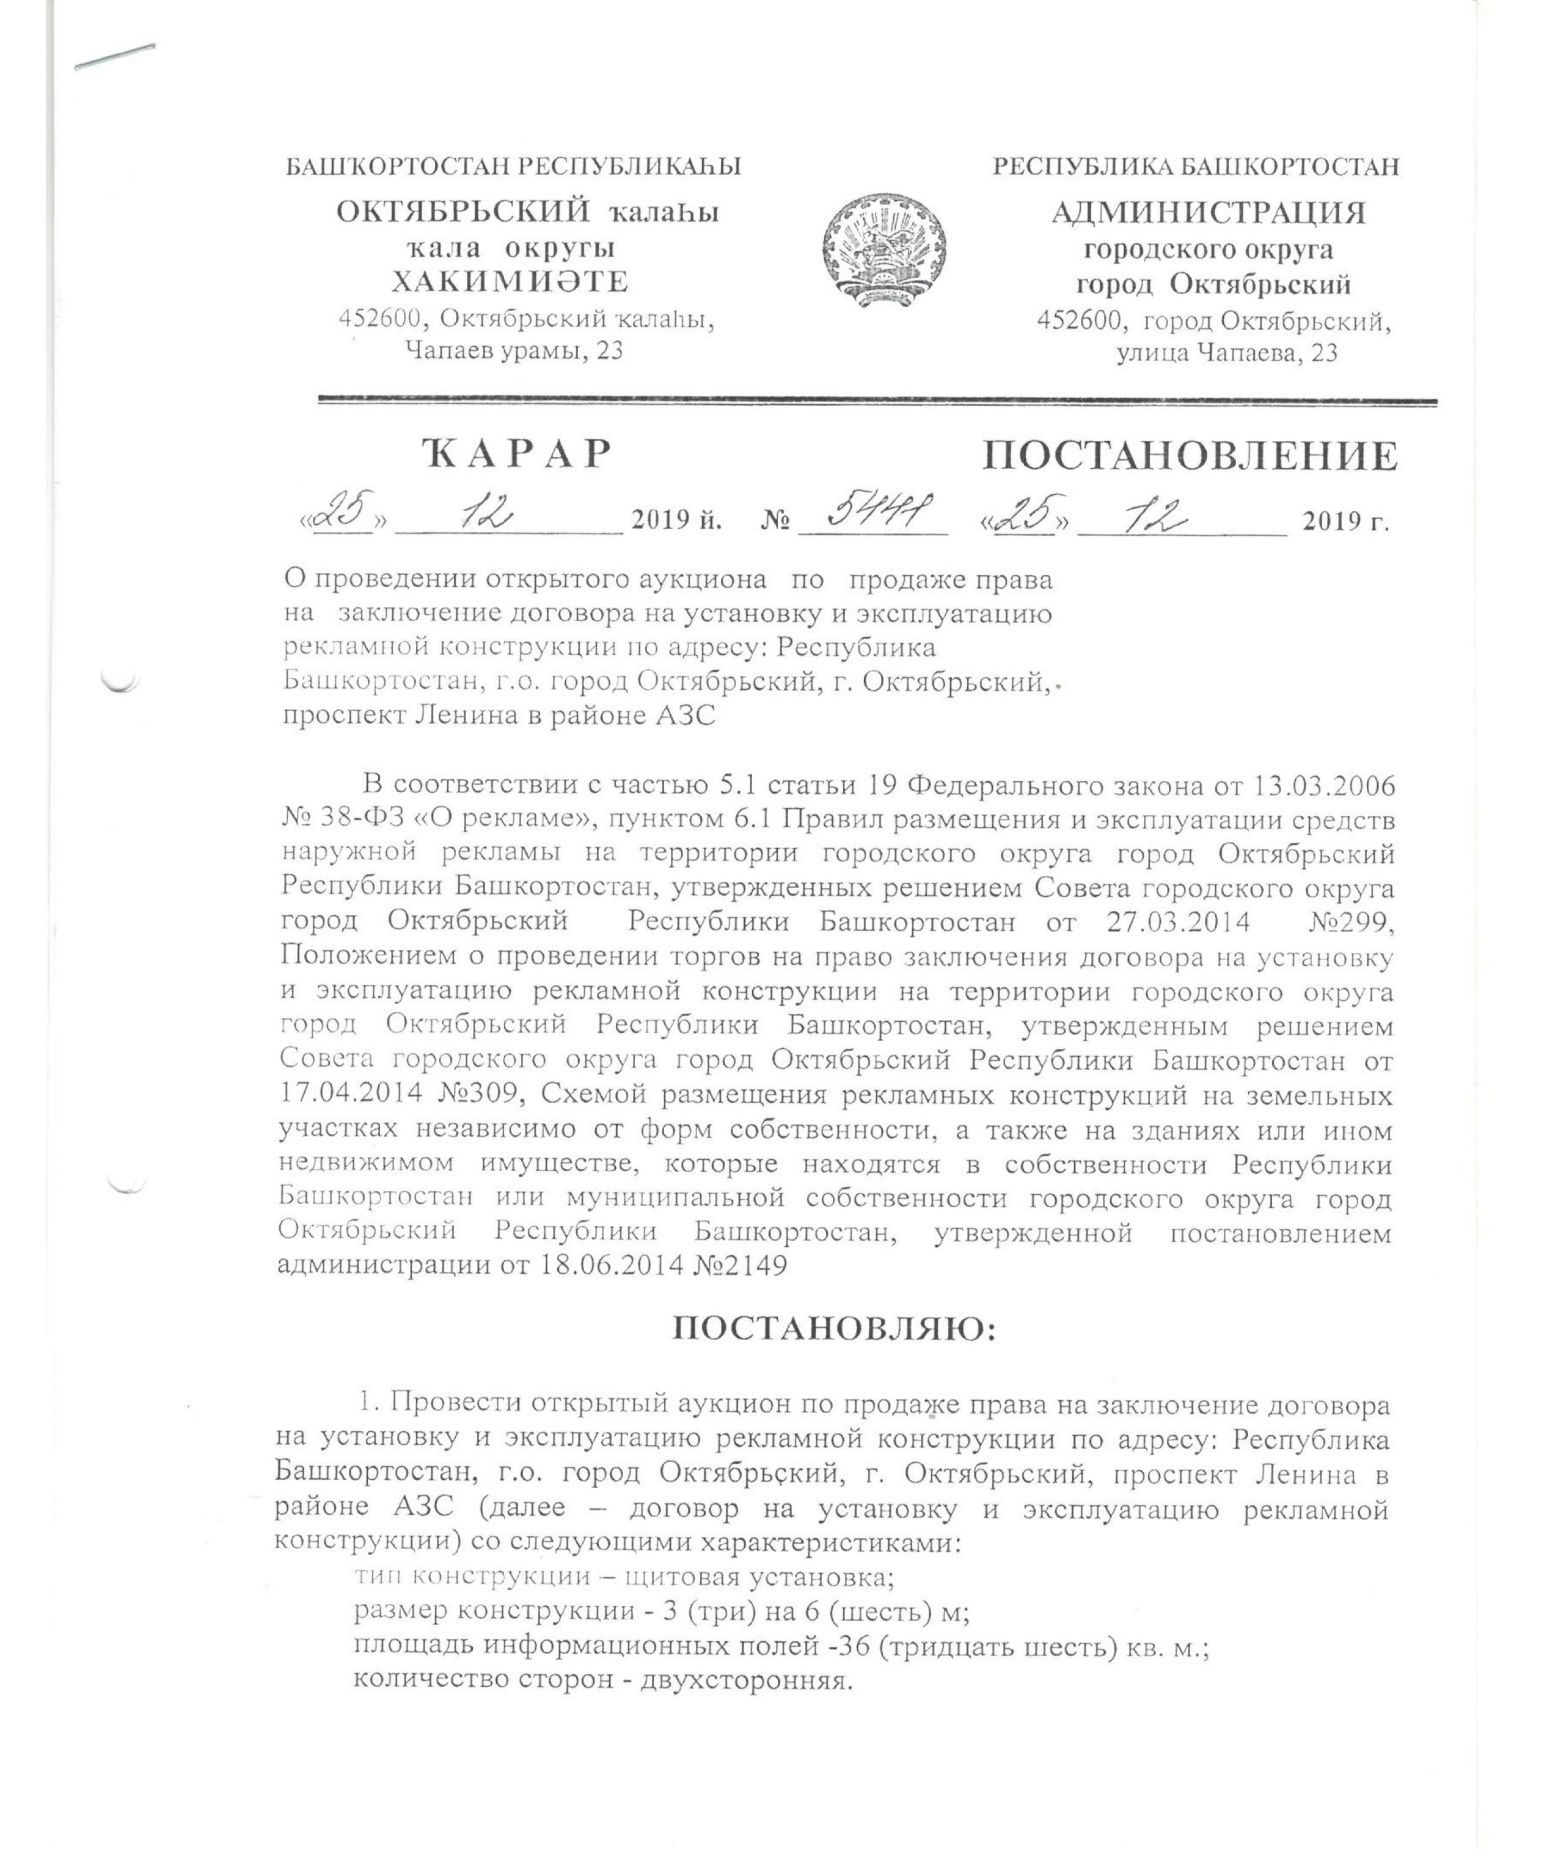 БАШҠОРТОСТАН РЕСПУБЛИКАҺЫ
ОКТЯБРЬСКИЙ ҡалаһы
ҡала округы
ХАКИМИӘТЕ
452600, Октябрьский ҡалаһы,
Чапаев урамы, 23
РЕСПУБЛИКА БАШКОРТОСТАН
АДМИНИСТРАЦИЯ
городского округа
город Октябрьский
452600, город Октябрьский,
улица Чапаева, 23
ҠАРАР ПОСТАНОВЛЕНИЕ
«25» 12 2019 й. № 5441 «25» 12 2019 г.
О проведении открытого аукциона по продаже права
на заключение договора на установку и эксплуатацию
рекламной конструкции по адресу: Республика
Башкортостан, г.о. город Октябрьский, г. Октябрьский,
проспект Ленина в районе АЗС
В соответствии с частью 5.1 статьи 19 Федерального закона от 13.03.2006
№ 38-ФЗ «О рекламе», пунктом 6.1 Правил размещения и эксплуатации средств
наружной рекламы на территории городского округа город Октябрьский
Республики Башкортостан, утвержденных решением Совета городского округа
город Октябрьский Республики Башкортостан от 27.03.2014 №299,
Положением о проведении торгов на право заключения договора на установку
и эксплуатацию рекламной конструкции на территории городского округа
город Октябрьский Республики Башкортостан, утвержденным решением
Совета городского округа город Октябрьский Республики Башкортостан от
17.04.2014 №309, Схемой размещения рекламных конструкций на земельных
участках независимо от форм собственности, а также на зданиях или ином
недвижимом имуществе, которые находятся в собственности Республики
Башкортостан или муниципальной собственности городского округа город
Октябрьский Республики Башкортостан, утвержденной постановлением
администрации от 18.06.2014 №2149
ПОСТАНОВЛЯЮ:
1. Провести открытый аукцион по продаже права на заключение договора
на установку и эксплуатацию рекламной конструкции по адресу: Республика
Башкортостан, г.о. город Октябрьский, г. Октябрьский, проспект Ленина в
районе АЗС (далее – договор на установку и эксплуатацию рекламной
конструкции) со следующими характеристиками:
тип конструкции – щитовая установка;
размер конструкции - 3 (три) на 6 (шесть) м;
площадь информационных полей -36 (тридцать шесть) кв. м.;
количество сторон - двухсторонняя.